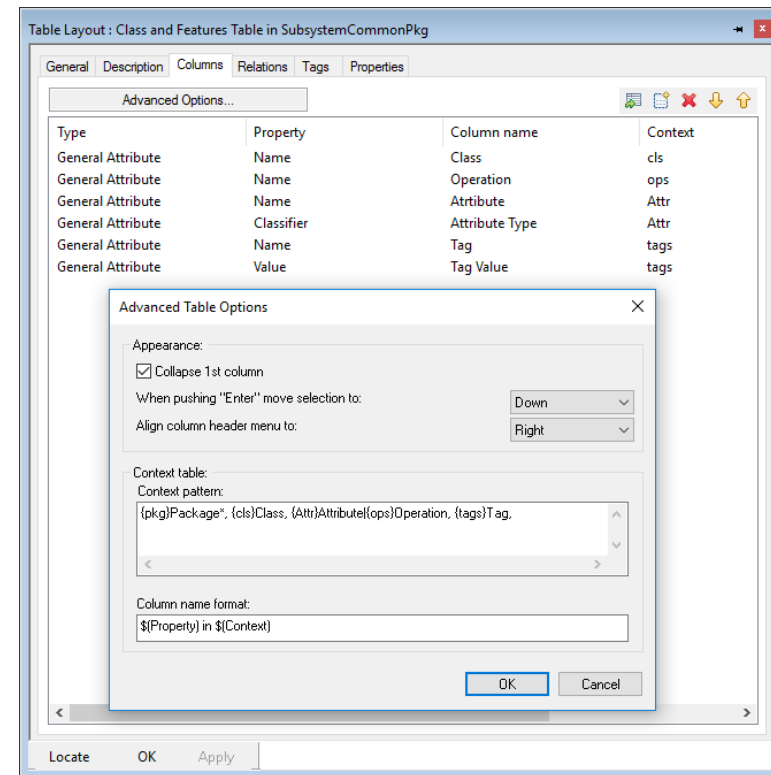 Table Layout : Class and Features Table in SubsystemCommonPkg
General Description Columns Relations Tags Properties
Advanced Options...
Type Property Column name Context
General Attribute Name Class cls
General Attribute Name Operation ops
General Attribute Name Atrtibute Attr
General Attribute Classifier Attribute Type Attr
General Attribute Name Tag tags
General Attribute Value Tag Value tags
Advanced Table Options
Appearance:
Collapse 1st column
When pushing "Enter" move selection to: Down
Align column header menu to: Right
Context table:
Context pattern:
{pkg}Package*, {cls}Class, {Attr}Attribute|{ops}Operation, {tags}Tag,
Column name format:
$(Property) in $(Context)
OK Cancel
Locate OK Apply